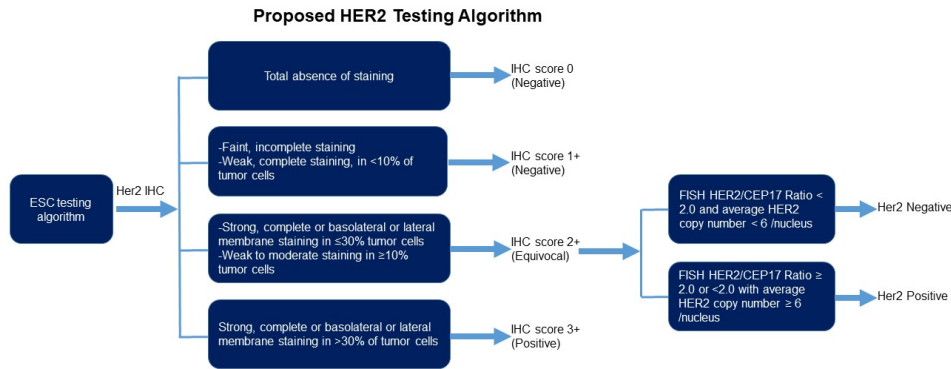 Proposed HER2 Testing Algorithm
ESC testing
algorithm
Her2 IHC
Total absence of staining
IHC score 0
(Negative)
-Faint, incomplete staining
-Weak, complete staining, in <10% of
tumor cells
IHC score 1+
(Negative)
-Strong, complete or basolateral or lateral
membrane staining in ≤30% tumor cells
-Weak to moderate staining in ≥10%
tumor cells
IHC score 2+
(Equivocal)
Strong, complete or basolateral or lateral
membrane staining in >30% of tumor cells
IHC score 3+
(Positive)
FISH HER2/CEP17 Ratio <
2.0 and average HER2
copy number < 6 /nucleus
Her2 Negative
FISH HER2/CEP17 Ratio ≥
2.0 or <2.0 with average
HER2 copy number ≥ 6
/nucleus
Her2 Positive